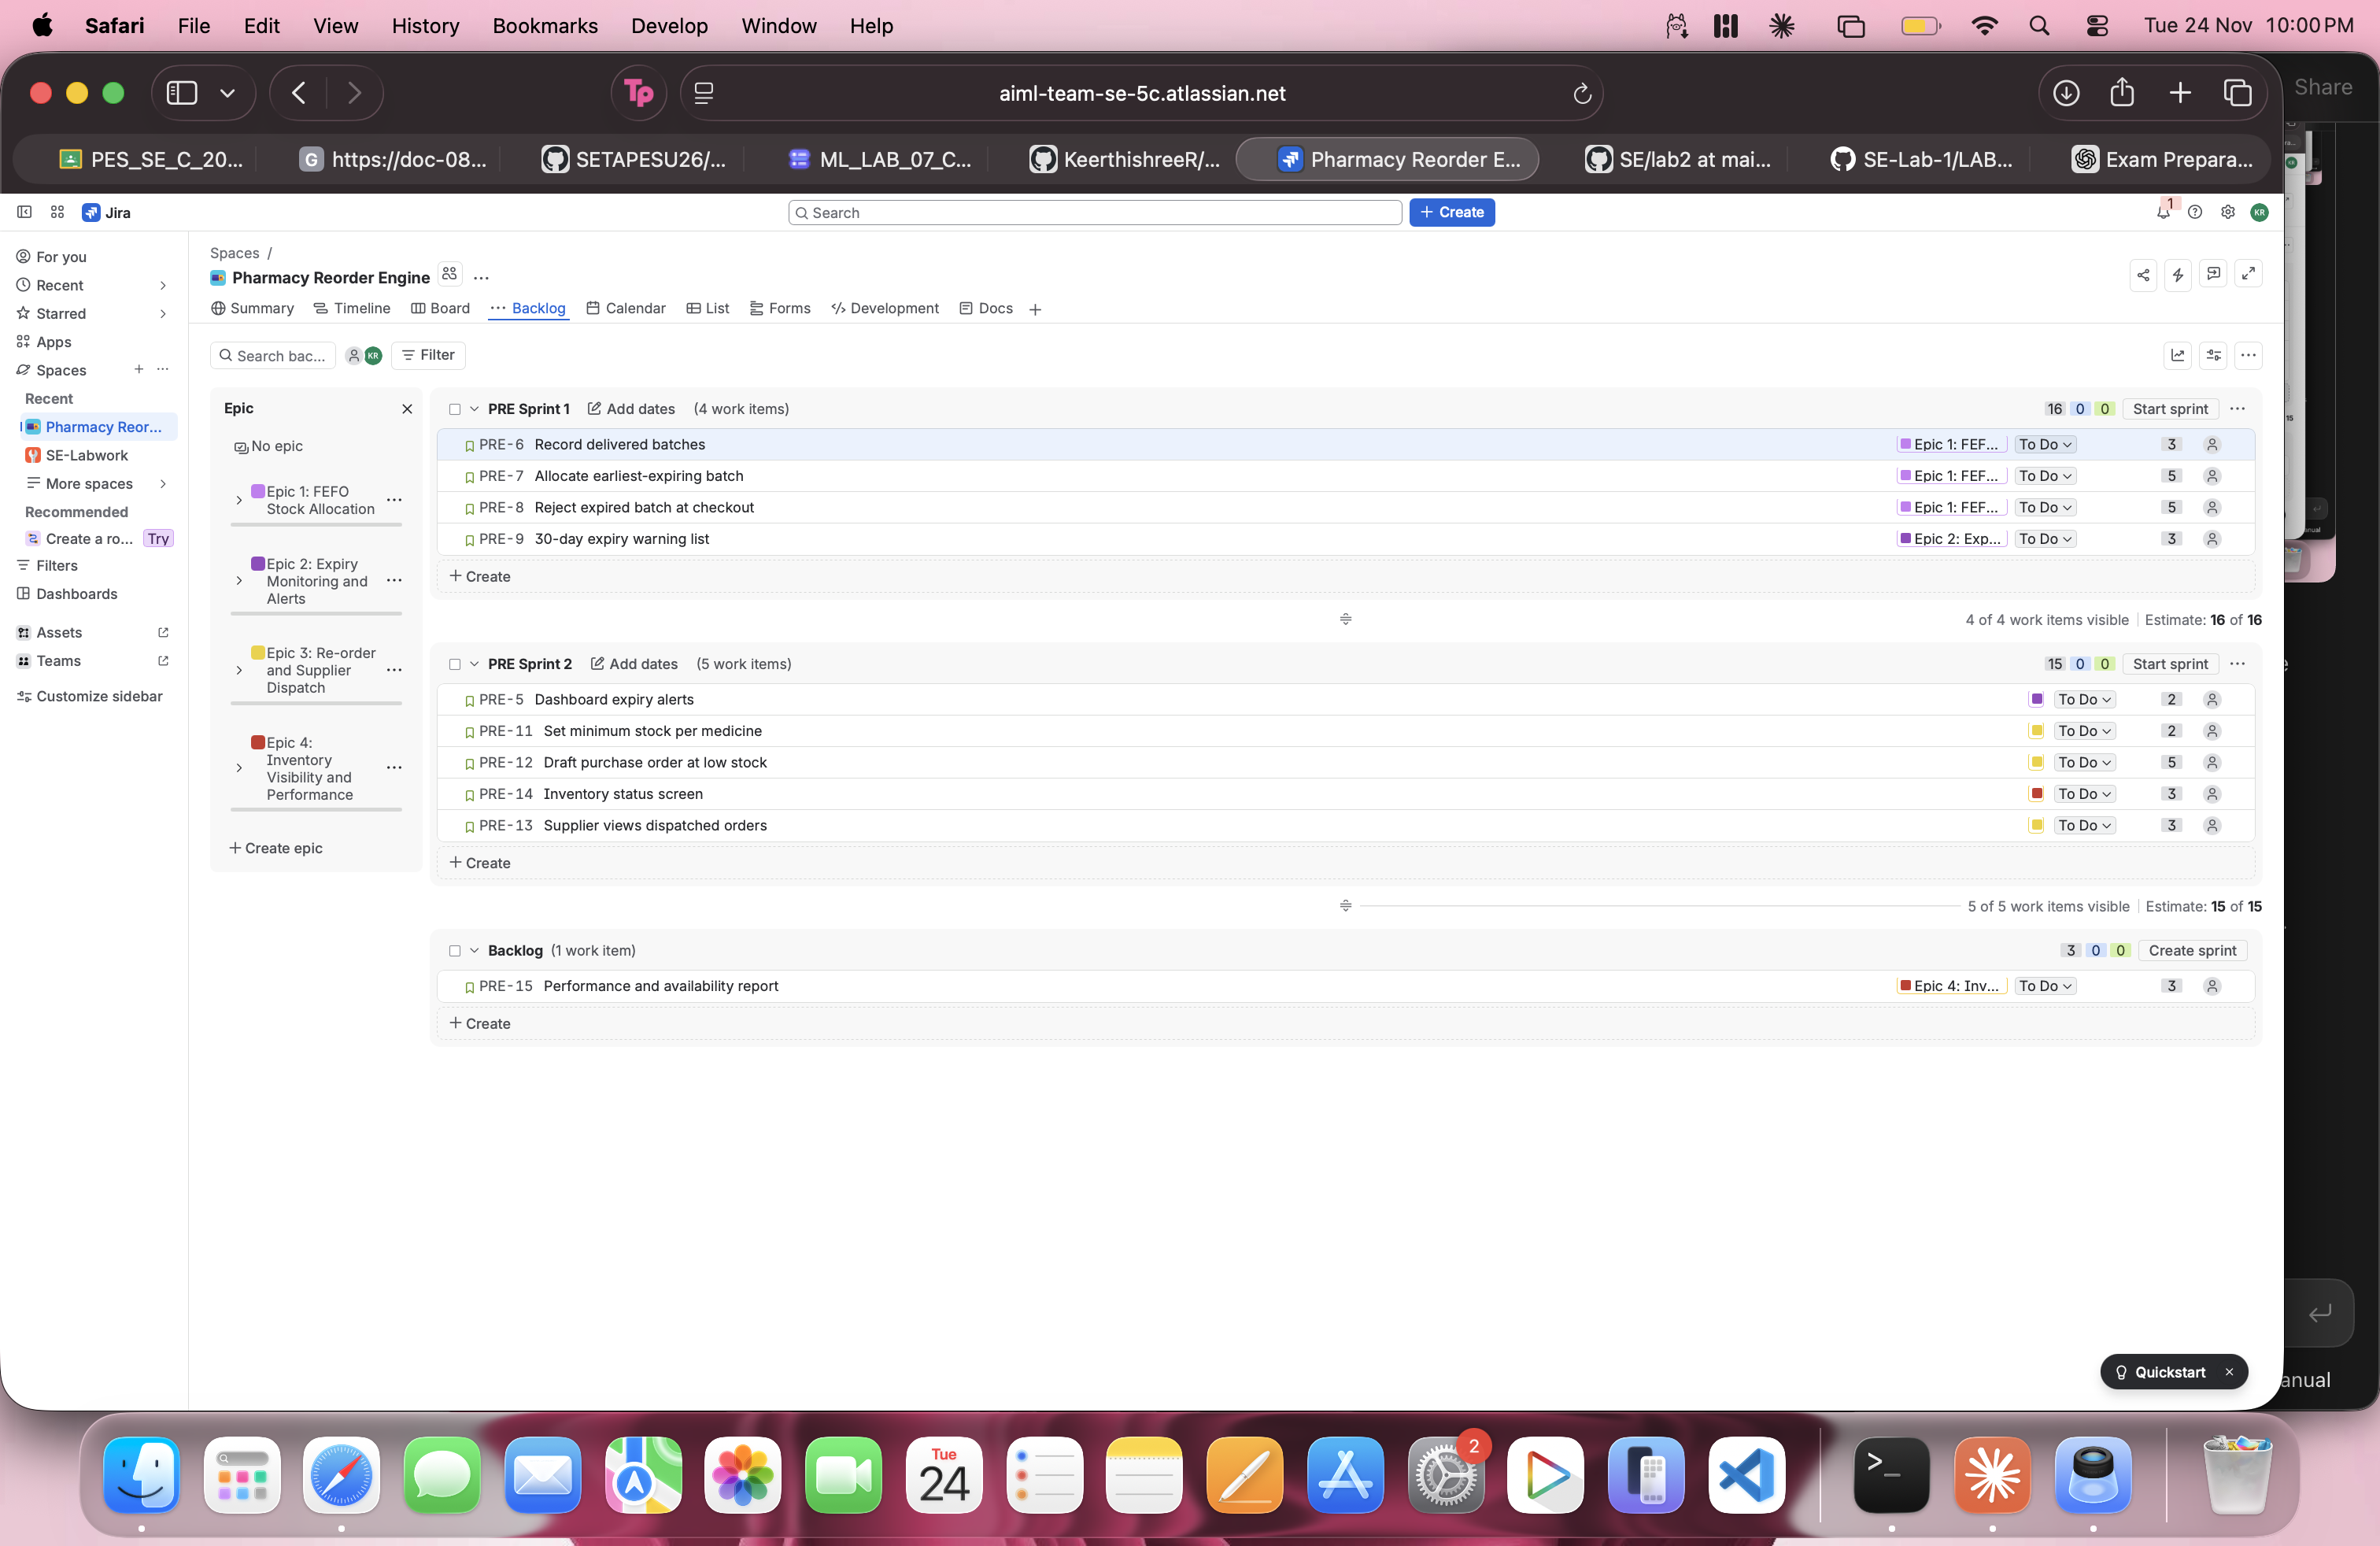 Safari File Edit View History Bookmarks Develop Window Help Tue 24 Nov 10:00 PM
Tp aiml-team-se-5c.atlassian.net Share
PES_SE_C_20... G https://doc-08... SETAPESU26/... ML_LAB_07_C... KeerthishreeR/... Pharmacy Reorder E... SE/lab2 at mai... SE-Lab-1/LAB... Exam Prepara...
Jira Search + Create 1 KR
For you
Recent
Starred
Apps
Spaces
Recent
Pharmacy Reor...
SE-Labwork
More spaces
Recommended
Create a ro... Try
Filters
Dashboards
Assets
Teams
Customize sidebar
Spaces /
Pharmacy Reorder Engine
Summary Timeline Board Backlog Calendar List Forms Development Docs
Search bac... KR Filter
Epic
No epic
Epic 1: FEFO
Stock Allocation
Epic 2: Expiry
Monitoring and
Alerts
Epic 3: Re-order
and Supplier
Dispatch
Epic 4:
Inventory
Visibility and
Performance
+ Create epic
PRE Sprint 1 Add dates (4 work items) 16 0 0 Start sprint
PRE-6 Record delivered batches Epic 1: FEF... To Do 3
PRE-7 Allocate earliest-expiring batch Epic 1: FEF... To Do 5
PRE-8 Reject expired batch at checkout Epic 1: FEF... To Do 5
PRE-9 30-day expiry warning list Epic 2: Exp... To Do 3
+ Create
4 of 4 work items visible Estimate: 16 of 16
PRE Sprint 2 Add dates (5 work items) 15 0 0 Start sprint
PRE-5 Dashboard expiry alerts To Do 2
PRE-11 Set minimum stock per medicine To Do 2
PRE-12 Draft purchase order at low stock To Do 5
PRE-14 Inventory status screen To Do 3
PRE-13 Supplier views dispatched orders To Do 3
+ Create
5 of 5 work items visible Estimate: 15 of 15
Backlog (1 work item) 3 0 0 Create sprint
PRE-15 Performance and availability report Epic 4: Inv... To Do 3
+ Create
Quickstart
anual
Tue
24
2